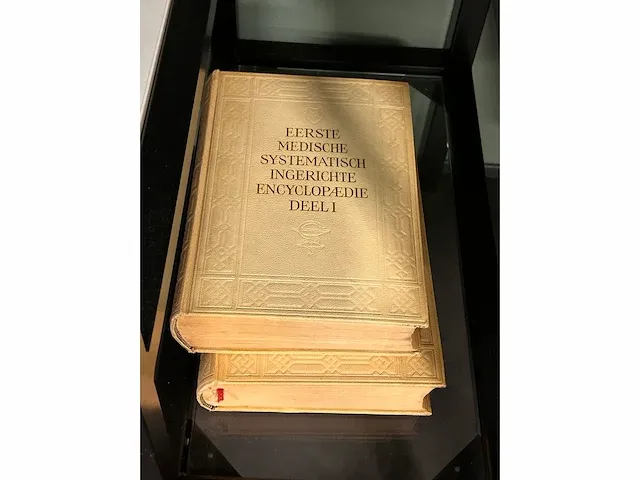 EERSTE
MEDISCHE
SYSTEMATISCH
INGERICHTE
ENCYCLOPÆDIE
DEEL I